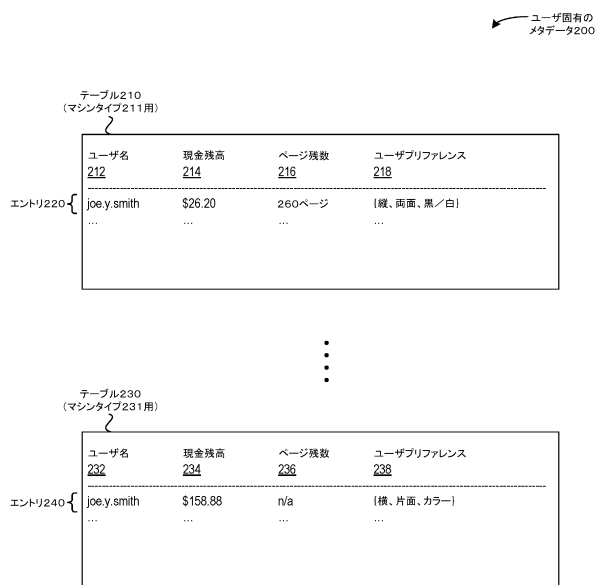 ユーザ固有の
メタデータ200
テーブル210
（マシンタイプ211用）
ユーザ名 現金残高 ページ残数 ユーザプリファレンス
212 214 216 218
エントリ220 joe.y.smith $26.20 260ページ {縦、両面、黒／白}
... ... ... ...
テーブル230
（マシンタイプ231用）
ユーザ名 現金残高 ページ残数 ユーザプリファレンス
232 234 236 238
エントリ240 joe.y.smith $158.88 n/a {横、片面、カラー}
... ... ... ...